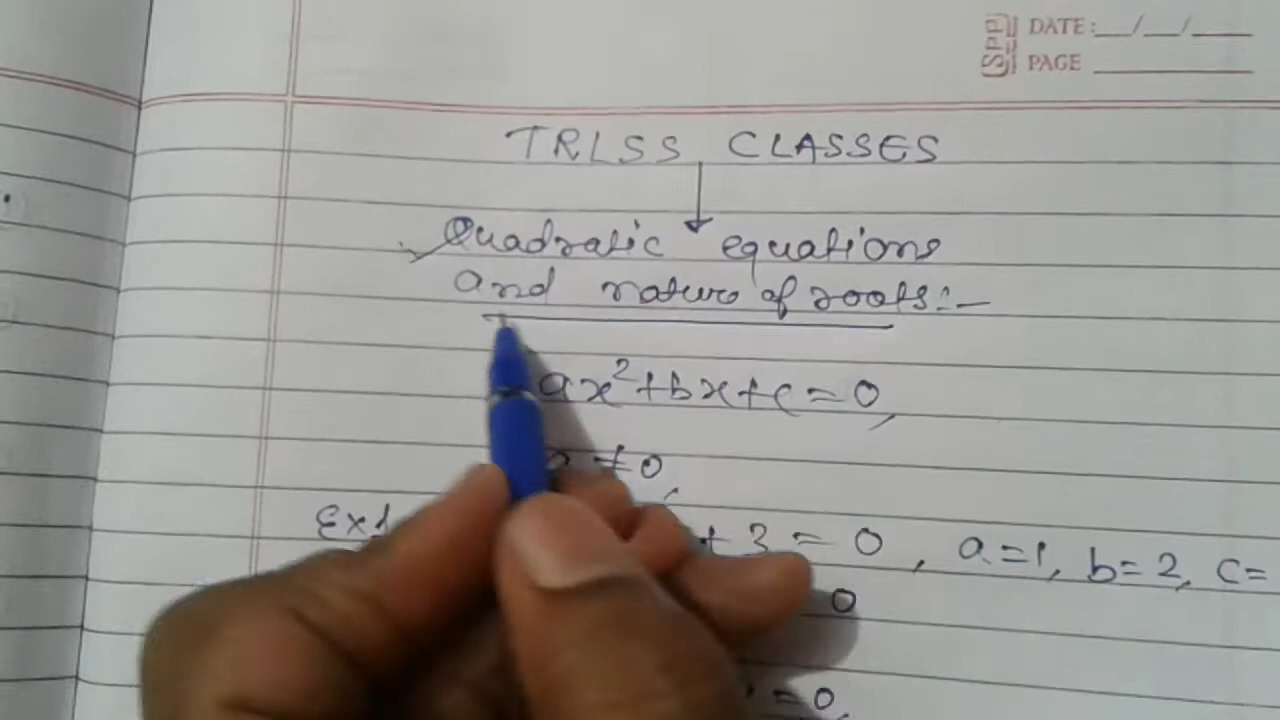 SPP
DATE:__/__/____
PAGE ________
TRLSS CLASSES
Quadratic equations
and nature of roots:-
ax²+bx+c=0,
a≠0,
Ex1 + 3 = 0, a=1, b=2, c=
0
=0,